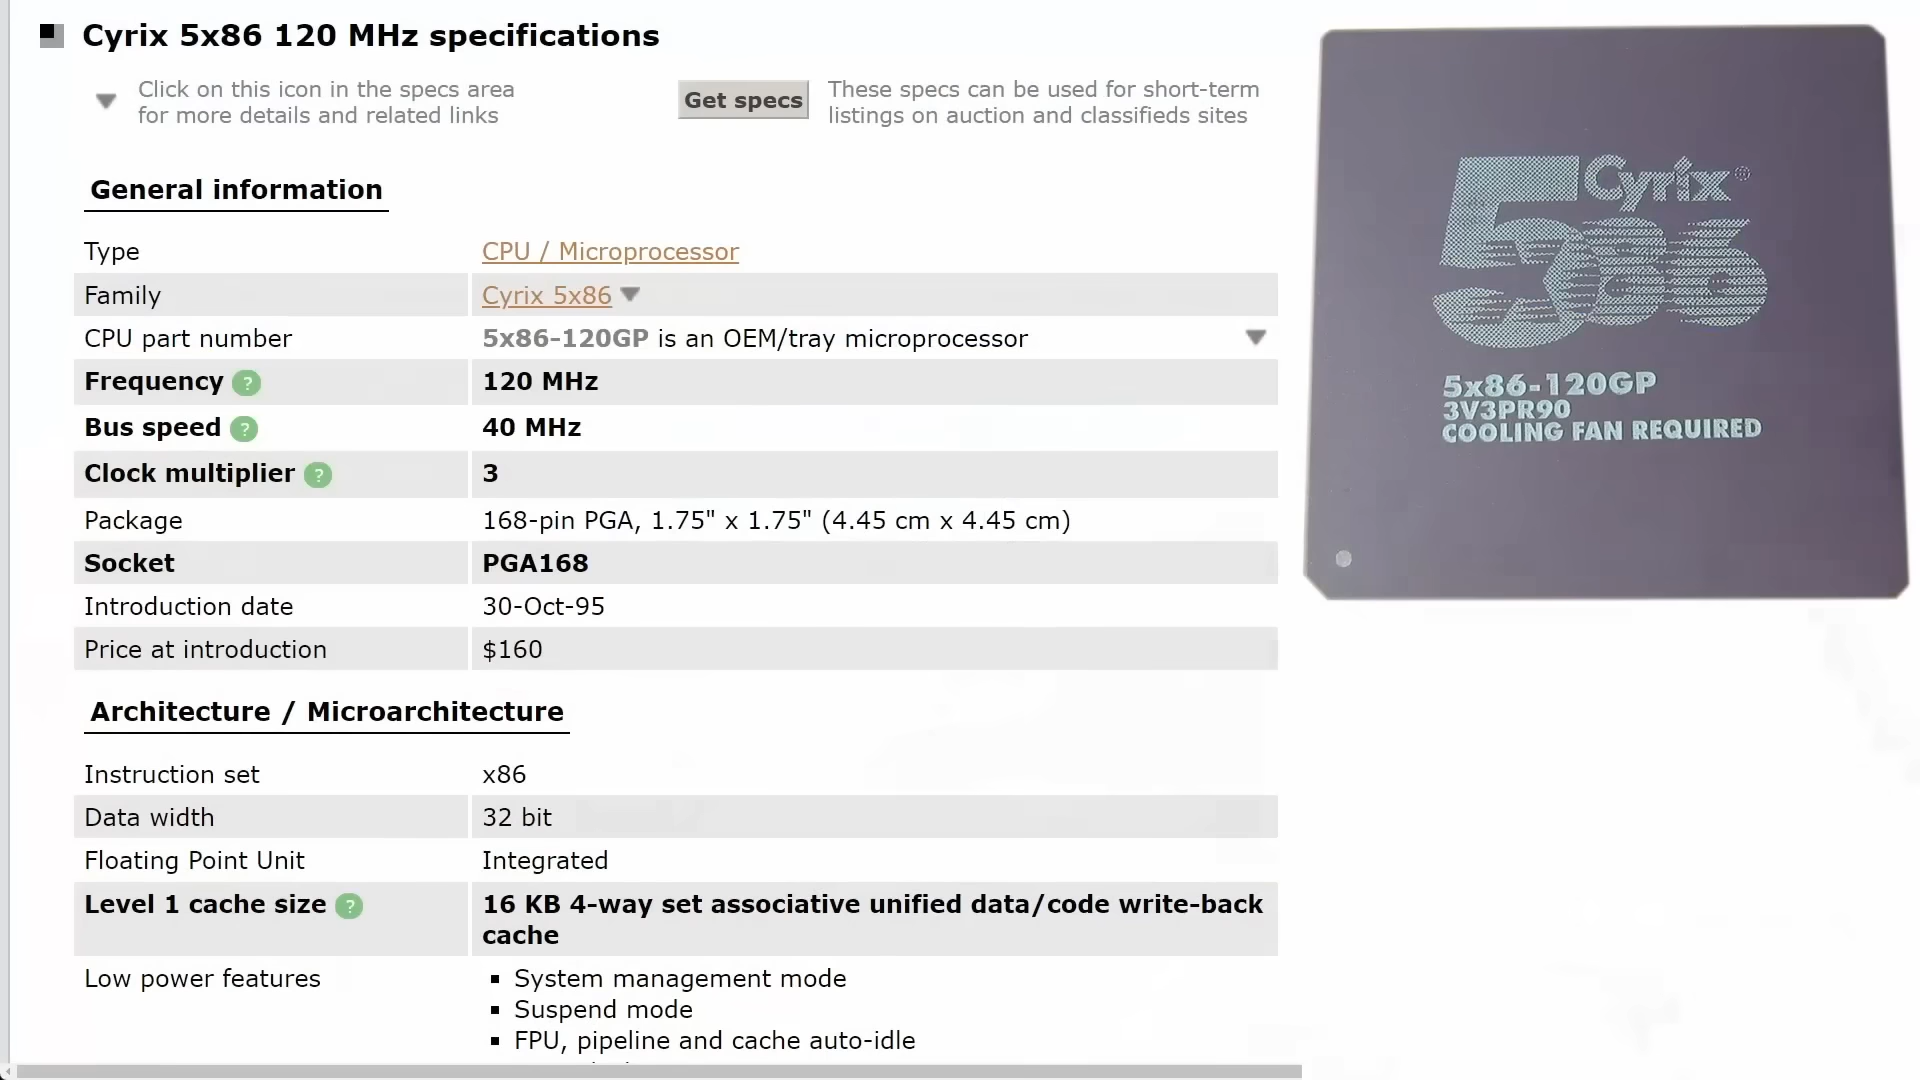 Cyrix 5x86 120 MHz specifications
Click on this icon in the specs area
for more details and related links
Get specs
These specs can be used for short-term
listings on auction and classifieds sites
General information
Type CPU / Microprocessor
Family Cyrix 5x86
CPU part number 5x86-120GP is an OEM/tray microprocessor
Frequency ? 120 MHz
Bus speed ? 40 MHz
Clock multiplier ? 3
Package 168-pin PGA, 1.75" x 1.75" (4.45 cm x 4.45 cm)
Socket PGA168
Introduction date 30-Oct-95
Price at introduction $160
Architecture / Microarchitecture
Instruction set x86
Data width 32 bit
Floating Point Unit Integrated
Level 1 cache size ? 16 KB 4-way set associative unified data/code write-back
cache
Low power features ▪ System management mode
▪ Suspend mode
▪ FPU, pipeline and cache auto-idle
Cyrix®
5x86
5x86-120GP
3V3PR90
COOLING FAN REQUIRED